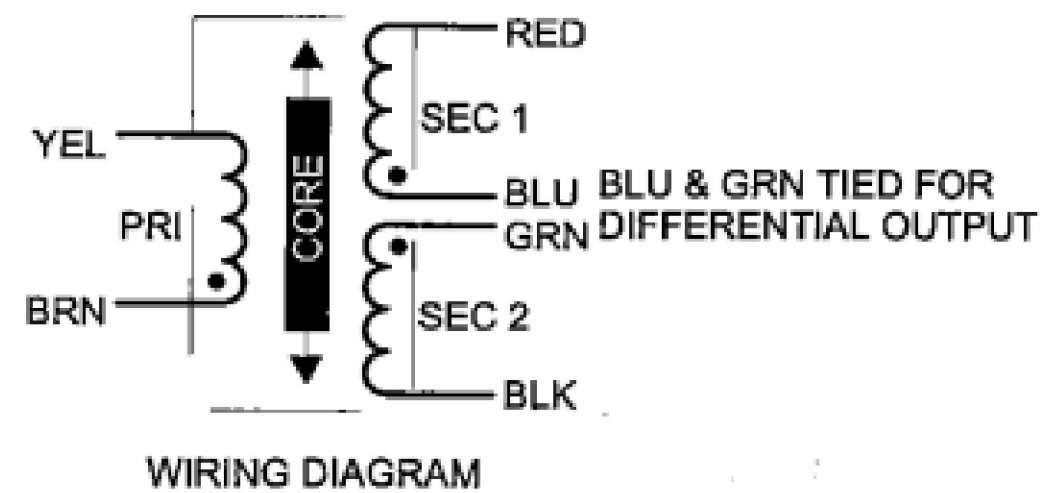 RED
SEC 1
YEL
CORE
BLU BLU & GRN TIED FOR
PRI
GRN DIFFERENTIAL OUTPUT
BRN
SEC 2
BLK
WIRING DIAGRAM